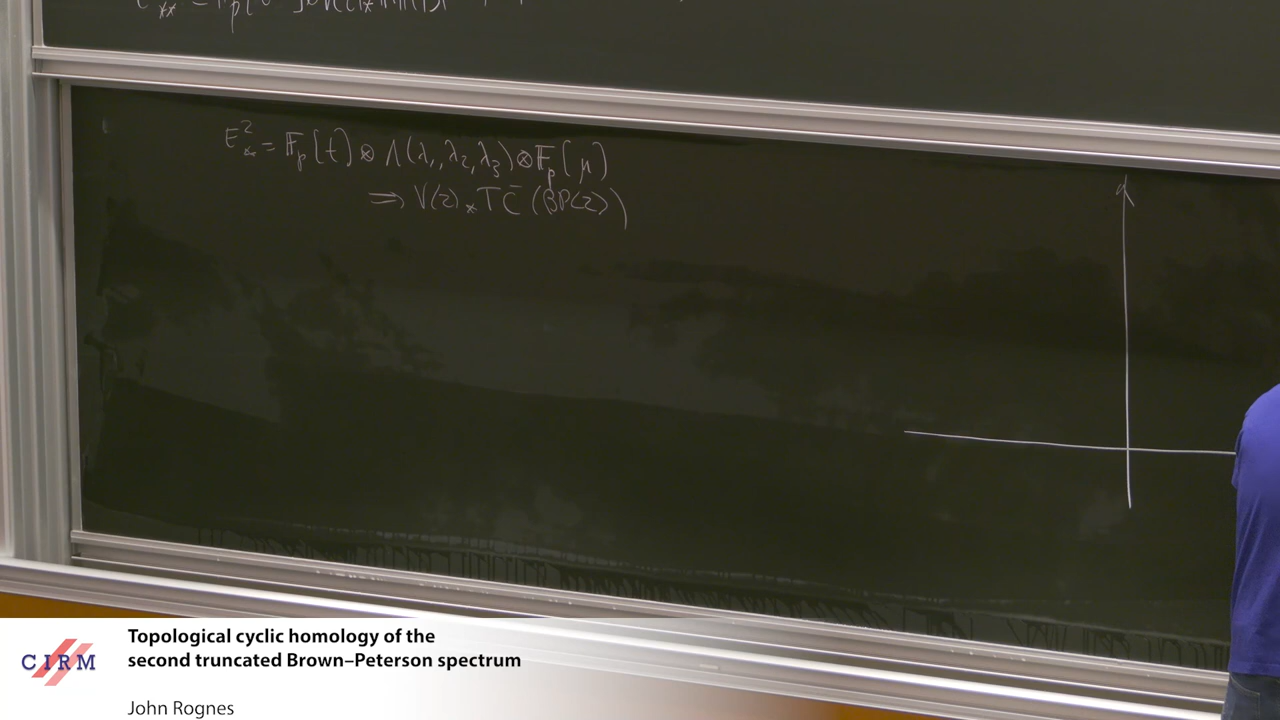 E²** = 𝔽p[t] ⊗ Λ(λ₁, λ₂, λ₃) ⊗ 𝔽p[μ]
⟹ V(2)* TC⁻(BP⟨2⟩)
CIRM
Topological cyclic homology of the
second truncated Brown–Peterson spectrum
John Rognes